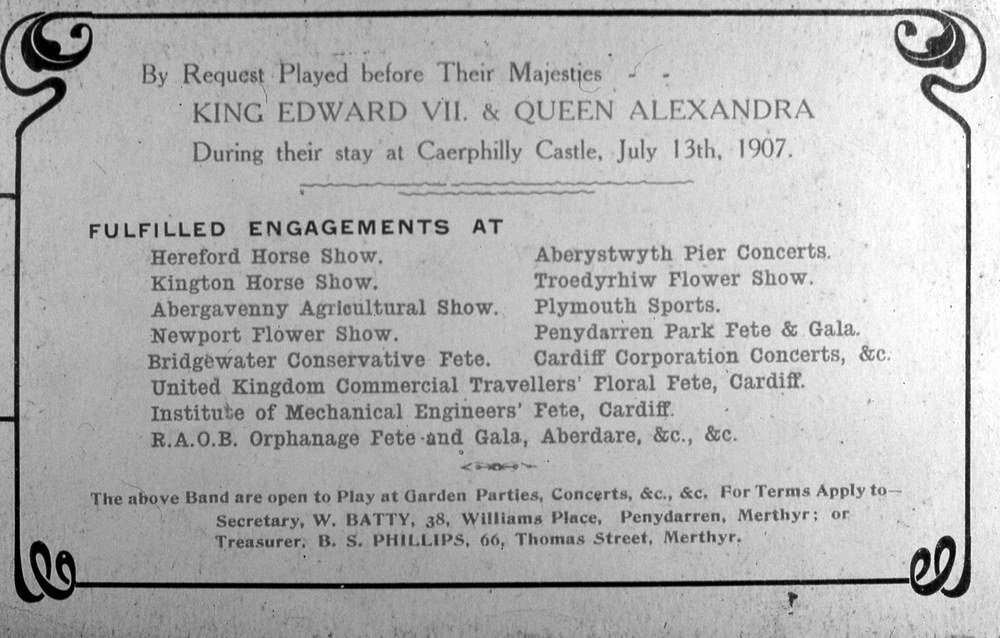 By Request Played before Their Majesties - -
KING EDWARD VII. & QUEEN ALEXANDRA
During their stay at Caerphilly Castle, July 13th, 1907.
FULFILLED ENGAGEMENTS AT
Hereford Horse Show. Aberystwyth Pier Concerts.
Kington Horse Show. Troedyrhiw Flower Show.
Abergavenny Agricultural Show. Plymouth Sports.
Newport Flower Show. Penydarren Park Fete & Gala.
Bridgewater Conservative Fete. Cardiff Corporation Concerts, &c.
United Kingdom Commercial Travellers' Floral Fete, Cardiff.
Institute of Mechanical Engineers' Fete, Cardiff.
R.A.O.B. Orphanage Fete and Gala, Aberdare, &c., &c.
The above Band are open to Play at Garden Parties, Concerts, &c., &c. For Terms Apply to—
Secretary, W. BATTY, 38, Williams Place, Penydarren, Merthyr; or
Treasurer, B. S. PHILLIPS, 66, Thomas Street, Merthyr.